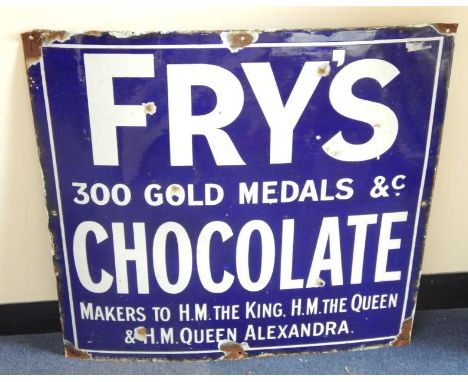 FRY'S
300 GOLD MEDALS &C
CHOCOLATE
MAKERS TO H.M. THE KING. H.M. THE QUEEN
& H.M. QUEEN ALEXANDRA.